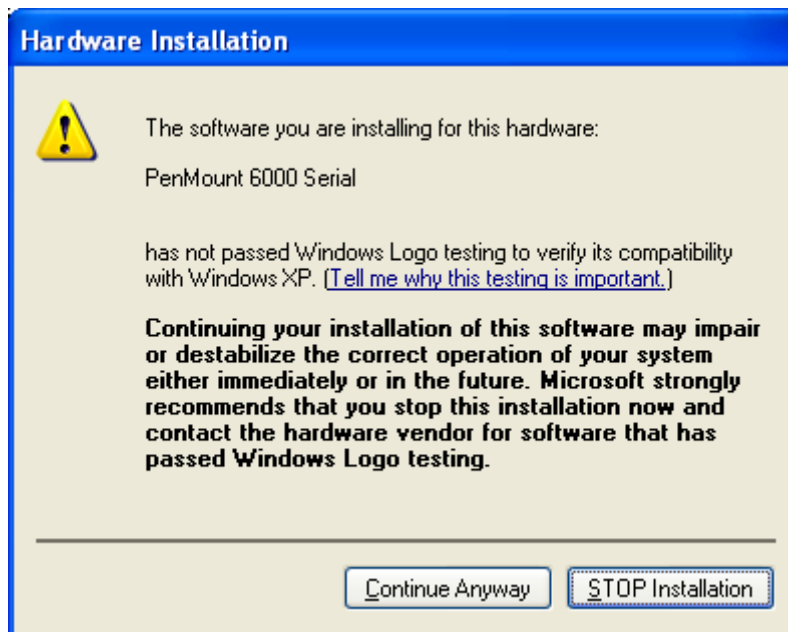 Hardware Installation
The software you are installing for this hardware:
PenMount 6000 Serial
has not passed Windows Logo testing to verify its compatibility
with Windows XP. (Tell me why this testing is important.)
Continuing your installation of this software may impair
or destabilize the correct operation of your system
either immediately or in the future. Microsoft strongly
recommends that you stop this installation now and
contact the hardware vendor for software that has
passed Windows Logo testing.
Continue Anyway
STOP Installation